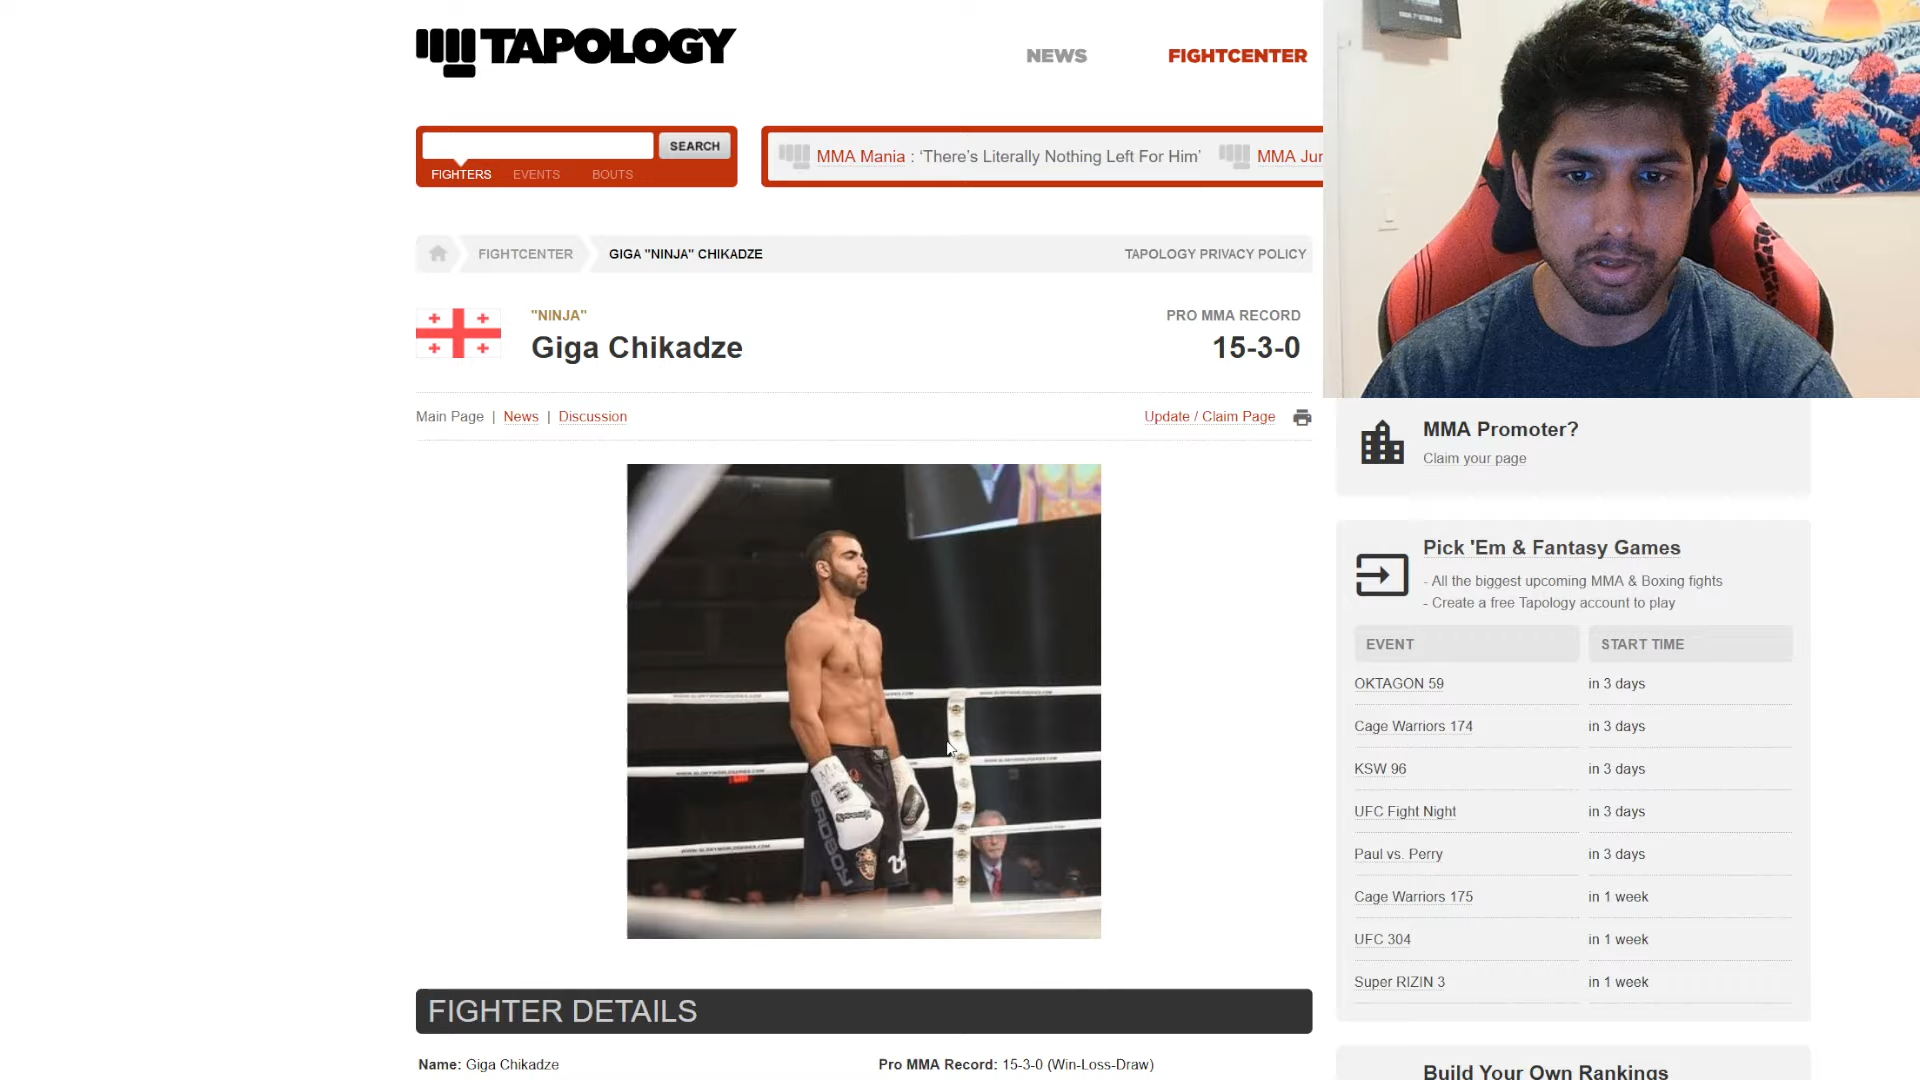 TAPOLOGY
NEWS
FIGHTCENTER
SEARCH
FIGHTERS EVENTS BOUTS
MMA Mania : ‘There’s Literally Nothing Left For Him’ MMA Jun
FIGHTCENTER GIGA "NINJA" CHIKADZE TAPOLOGY PRIVACY POLICY
"NINJA"
Giga Chikadze
PRO MMA RECORD
15-3-0
Main Page | News | Discussion
Update / Claim Page
MMA Promoter?
Claim your page
Pick 'Em & Fantasy Games
- All the biggest upcoming MMA & Boxing fights
- Create a free Tapology account to play
EVENT START TIME
OKTAGON 59 in 3 days
Cage Warriors 174 in 3 days
KSW 96 in 3 days
UFC Fight Night in 3 days
Paul vs. Perry in 3 days
Cage Warriors 175 in 1 week
UFC 304 in 1 week
Super RIZIN 3 in 1 week
BADBOY
FIGHTER DETAILS
Name: Giga Chikadze
Pro MMA Record: 15-3-0 (Win-Loss-Draw)
Build Your Own Rankings